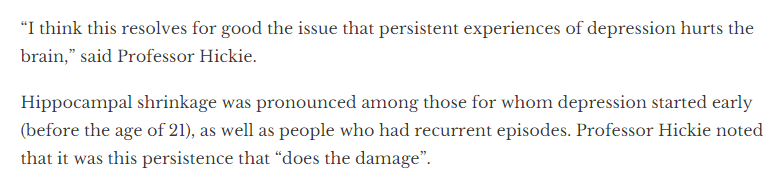 “I think this resolves for good the issue that persistent experiences of depression hurts the
brain,” said Professor Hickie.
Hippocampal shrinkage was pronounced among those for whom depression started early
(before the age of 21), as well as people who had recurrent episodes. Professor Hickie noted
that it was this persistence that “does the damage”.